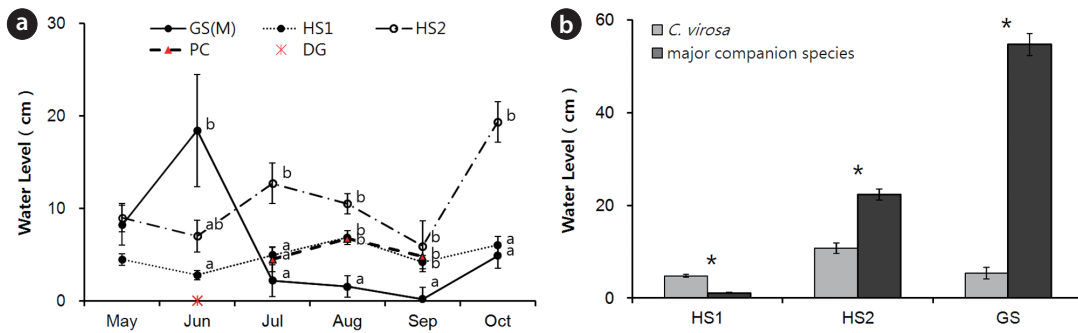 a
GS(M) HS1 HS2
PC DG
Water Level ( cm )
30
20
10
0
b
b
b
b
ab
b
b
a
a
b
b
a
a
a
a
b
b
a
a
a
May Jun Jul Aug Sep Oct
b
C. virosa
major companion species
Water Level ( cm )
60
40
20
0
*
*
*
HS1 HS2 GS